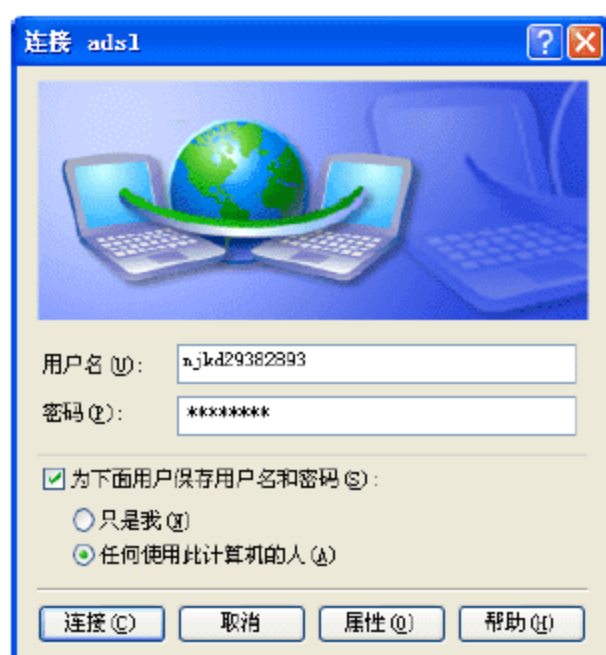 连接 adsl
用户名(U):
njkd29382893
密码(P):
********
为下面用户保存用户名和密码(S):
只是我(N)
任何使用此计算机的人(A)
连接(C)
取消
属性(O)
帮助(H)